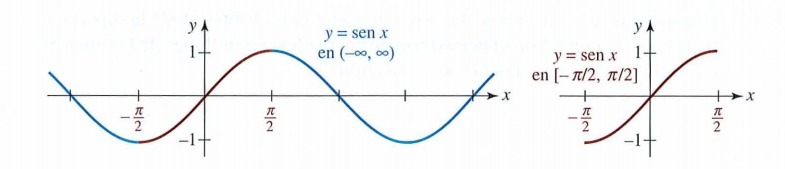 y
1
y = sen x
en (−∞, ∞)
x
−π/2
π/2
−1
y
1
y = sen x
en [−π/2, π/2]
x
−π/2
π/2
−1